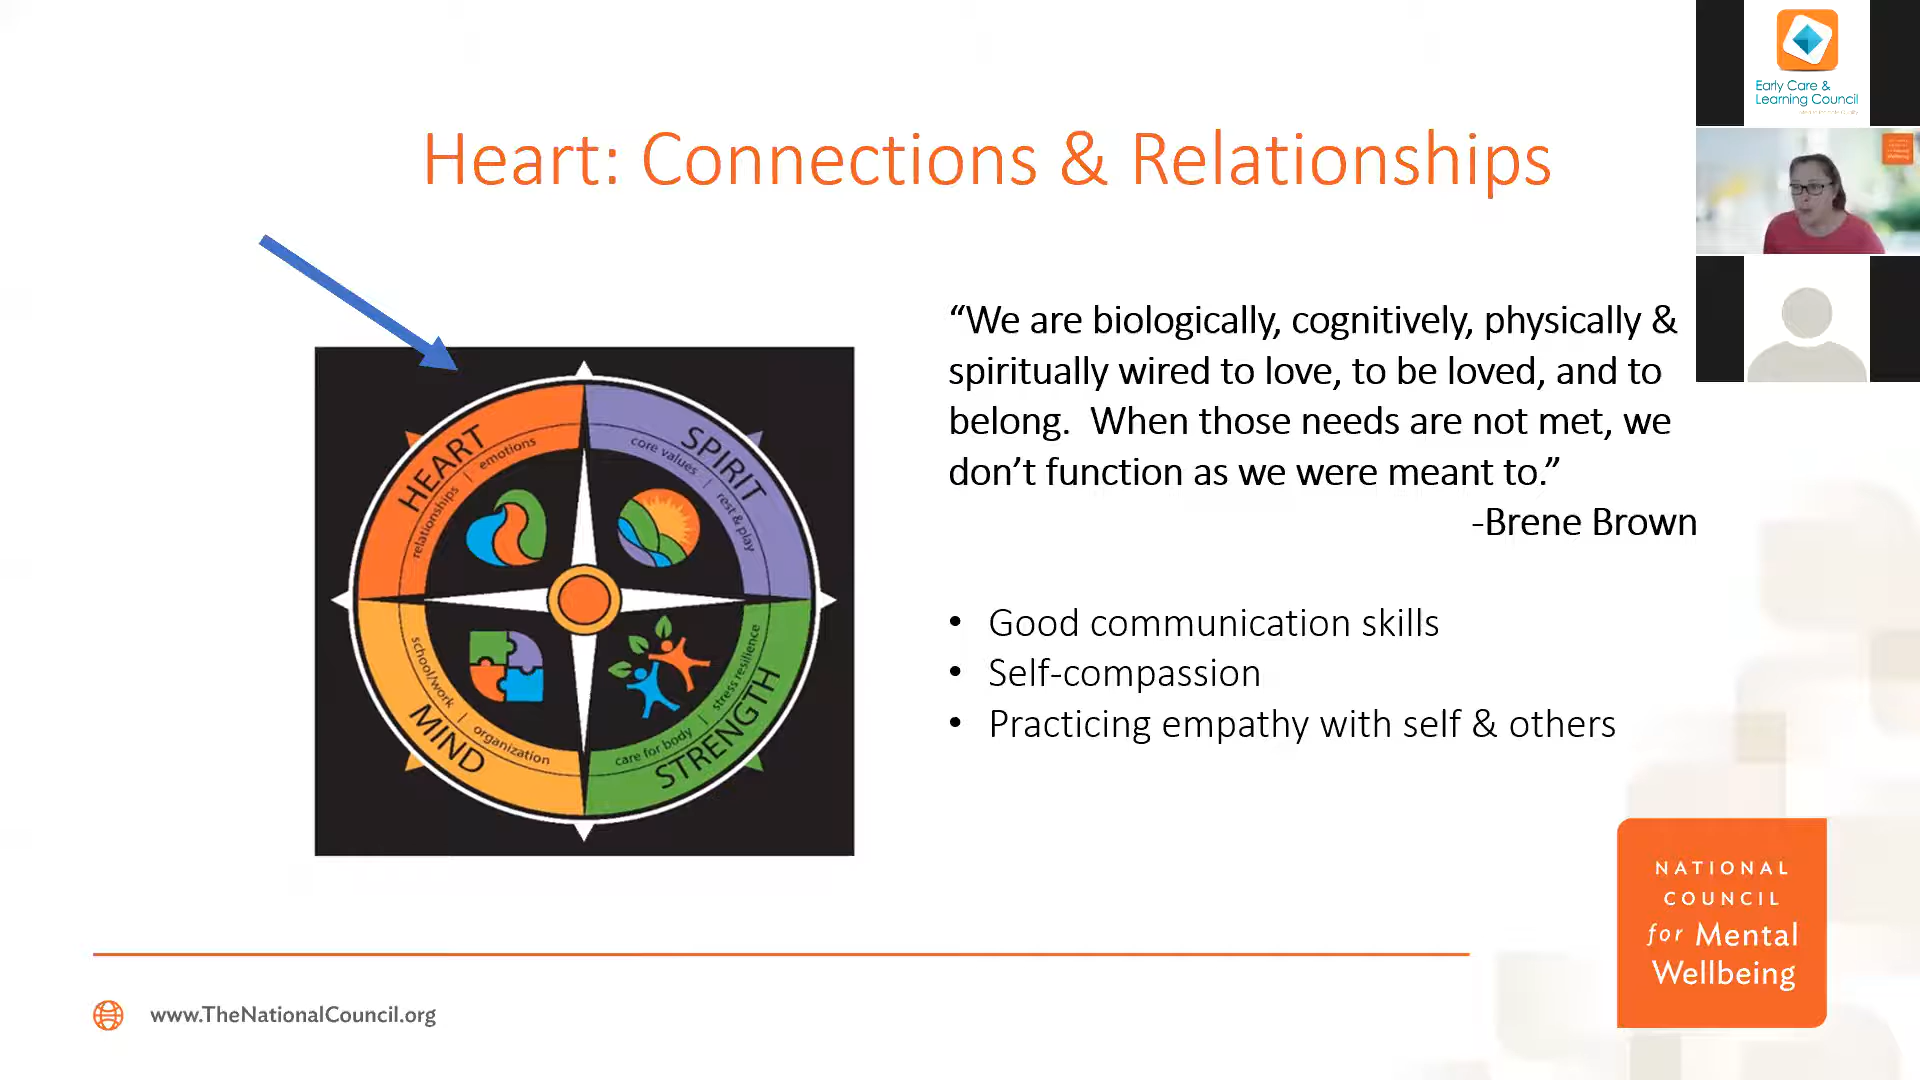 Early Care &
Learning Council
Heart: Connections & Relationships
“We are biologically, cognitively, physically &
spiritually wired to love, to be loved, and to
belong.  When those needs are not met, we
don’t function as we were meant to.”
-Brene Brown
• Good communication skills
• Self-compassion
• Practicing empathy with self & others
HEART
relationships | emotions
SPIRIT
core values | rest & play
MIND
school/work | organization
STRENGTH
care for body | stress resilience
NATIONAL
COUNCIL
for Mental
Wellbeing
www.TheNationalCouncil.org